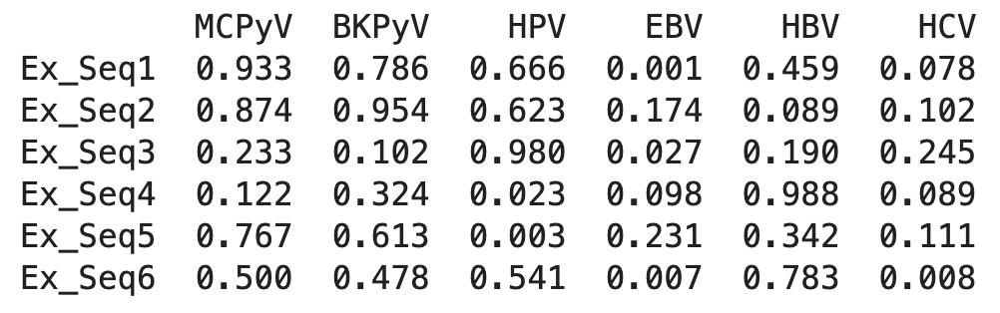 MCPyV BKPyV HPV EBV HBV HCV
Ex_Seq1 0.933 0.786 0.666 0.001 0.459 0.078
Ex_Seq2 0.874 0.954 0.623 0.174 0.089 0.102
Ex_Seq3 0.233 0.102 0.980 0.027 0.190 0.245
Ex_Seq4 0.122 0.324 0.023 0.098 0.988 0.089
Ex_Seq5 0.767 0.613 0.003 0.231 0.342 0.111
Ex_Seq6 0.500 0.478 0.541 0.007 0.783 0.008